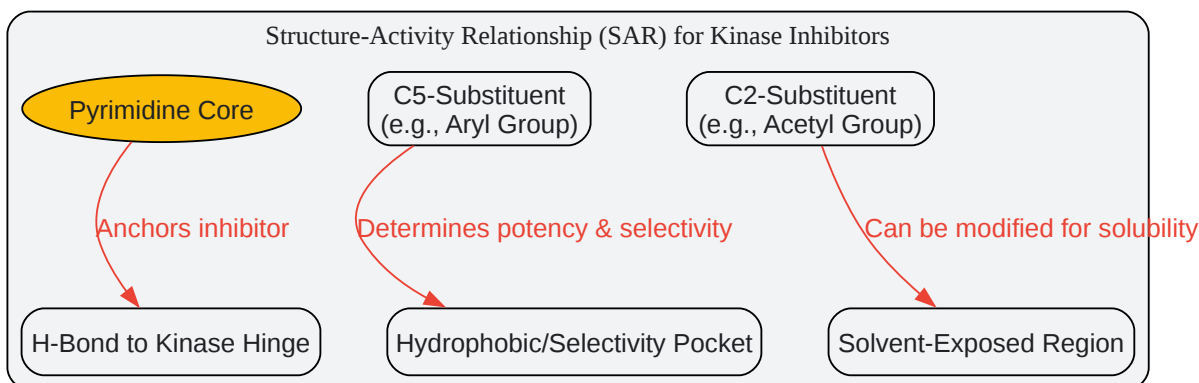 Structure-Activity Relationship (SAR) for Kinase Inhibitors
Pyrimidine Core
C5-Substituent
(e.g., Aryl Group)
C2-Substituent
(e.g., Acetyl Group)
Anchors inhibitor
Determines potency & selectivity
Can be modified for solubility
H-Bond to Kinase Hinge
Hydrophobic/Selectivity Pocket
Solvent-Exposed Region